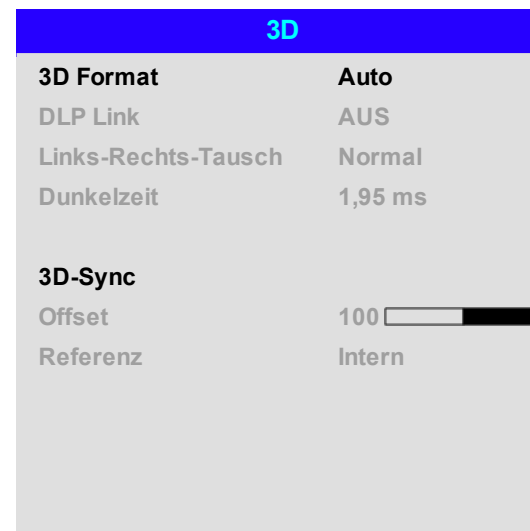 3D
3D Format Auto
DLP Link AUS
Links-Rechts-Tausch Normal
Dunkelzeit 1,95 ms
3D-Sync
Offset 100
Referenz Intern